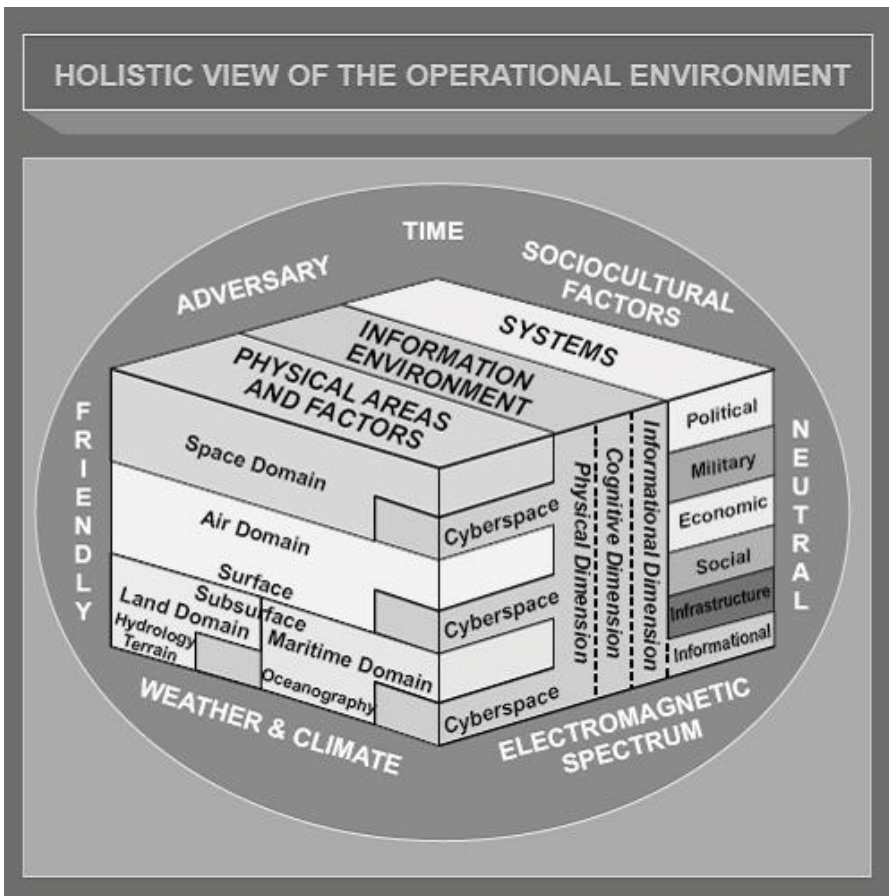 HOLISTIC VIEW OF THE OPERATIONAL ENVIRONMENT
TIME
ADVERSARY
SOCIOCULTURAL
FACTORS
FRIENDLY
NEUTRAL
SYSTEMS
INFORMATION
ENVIRONMENT
PHYSICAL AREAS
AND FACTORS
Space Domain
Air Domain
Surface
Subsurface
Land Domain
Hydrology
Terrain
Maritime Domain
Oceanography
Cyberspace
Cyberspace
Cyberspace
Physical Dimension
Cognitive Dimension
Informational Dimension
Political
Military
Economic
Social
Infrastructure
Informational
WEATHER & CLIMATE
ELECTROMAGNETIC
SPECTRUM